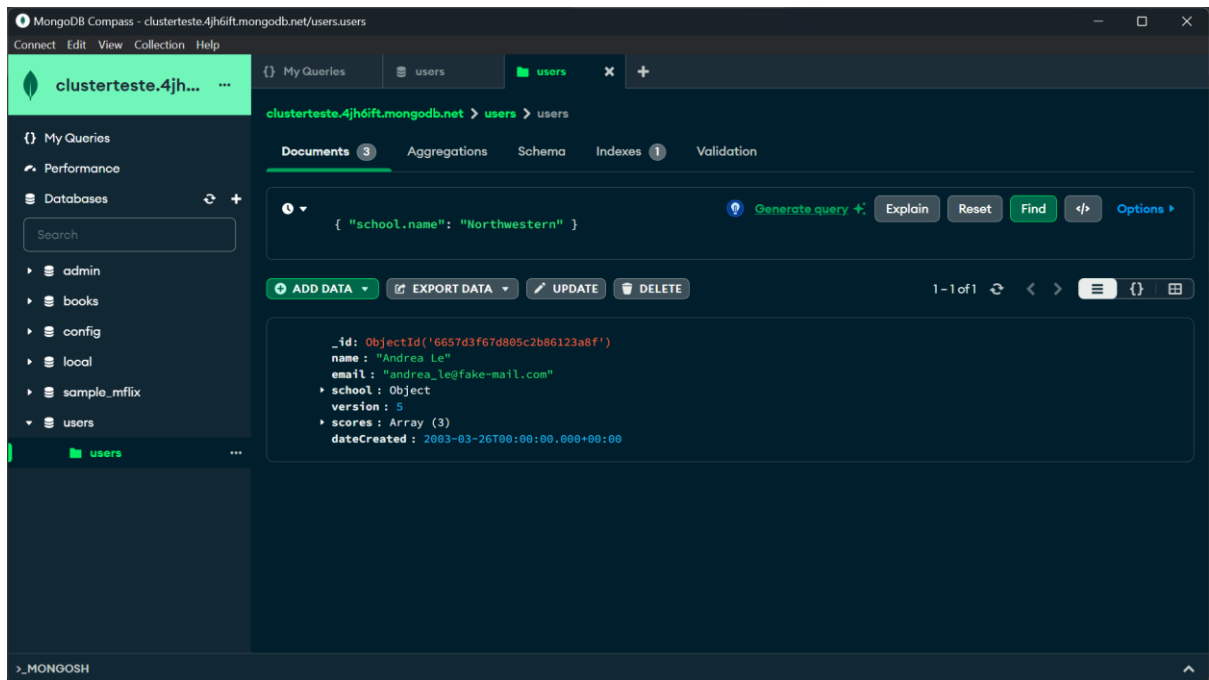 MongoDB Compass - clusterteste.4jh6ift.mongodb.net/users.users
Connect Edit View Collection Help
clusterteste.4jh... ...
{} My Queries
Performance
Databases
Search
admin
books
config
local
sample_mflix
users
users ...
{} My Queries users users
clusterteste.4jh6ift.mongodb.net > users > users
Documents 3 Aggregations Schema Indexes 1 Validation
{ "school.name": "Northwestern" }
Generate query Explain Reset Find </> Options
ADD DATA EXPORT DATA UPDATE DELETE 1–1 of 1 {}
_id: ObjectId('6657d3f67d805c2b86123a8f')
name : "Andrea Le"
email : "andrea_le@fake-mail.com"
school : Object
version : 5
scores : Array (3)
dateCreated : 2003-03-26T00:00:00.000+00:00
>_MONGOSH